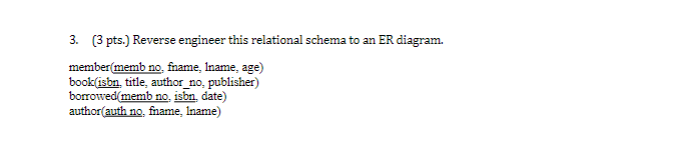 3. (3 pts.) Reverse engineer this relational schema to an ER diagram.
member(memb no, fname, lname, age)
book(isbn, title, author_no, publisher)
borrowed(memb no, isbn, date)
author(auth no, fname, lname)